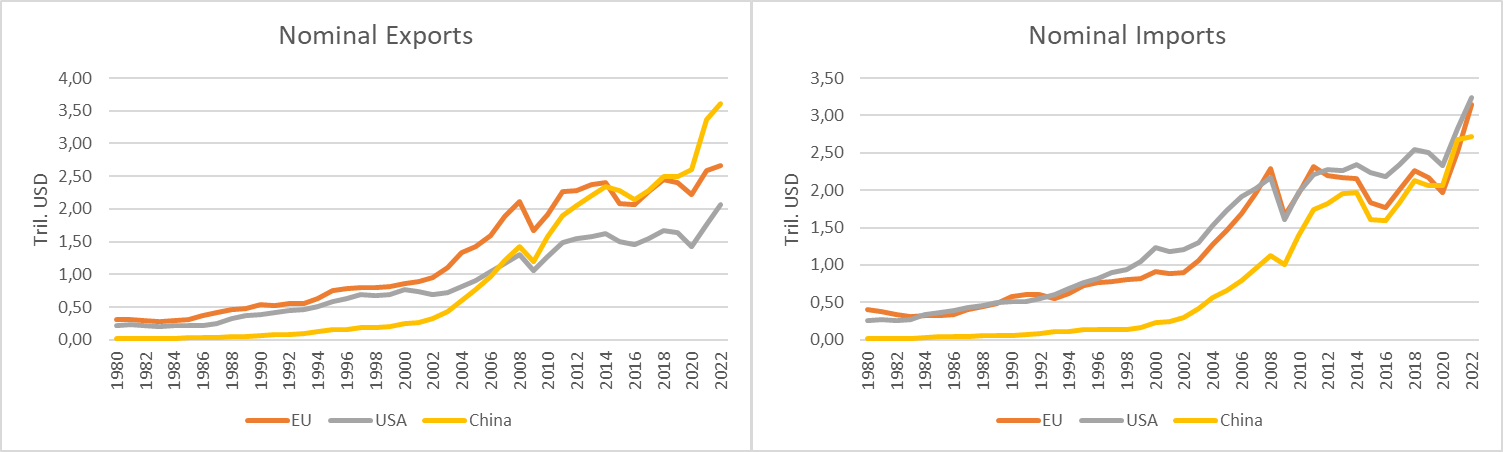 Nominal Exports
Tril. USD
4,00
3,50
3,00
2,50
2,00
1,50
1,00
0,50
0,00
1980 1982 1984 1986 1988 1990 1992 1994 1996 1998 2000 2002 2004 2006 2008 2010 2012 2014 2016 2018 2020 2022
EU USA China
Nominal Imports
Tril. USD
3,50
3,00
2,50
2,00
1,50
1,00
0,50
0,00
1980 1982 1984 1986 1988 1990 1992 1994 1996 1998 2000 2002 2004 2006 2008 2010 2012 2014 2016 2018 2020 2022
EU USA China